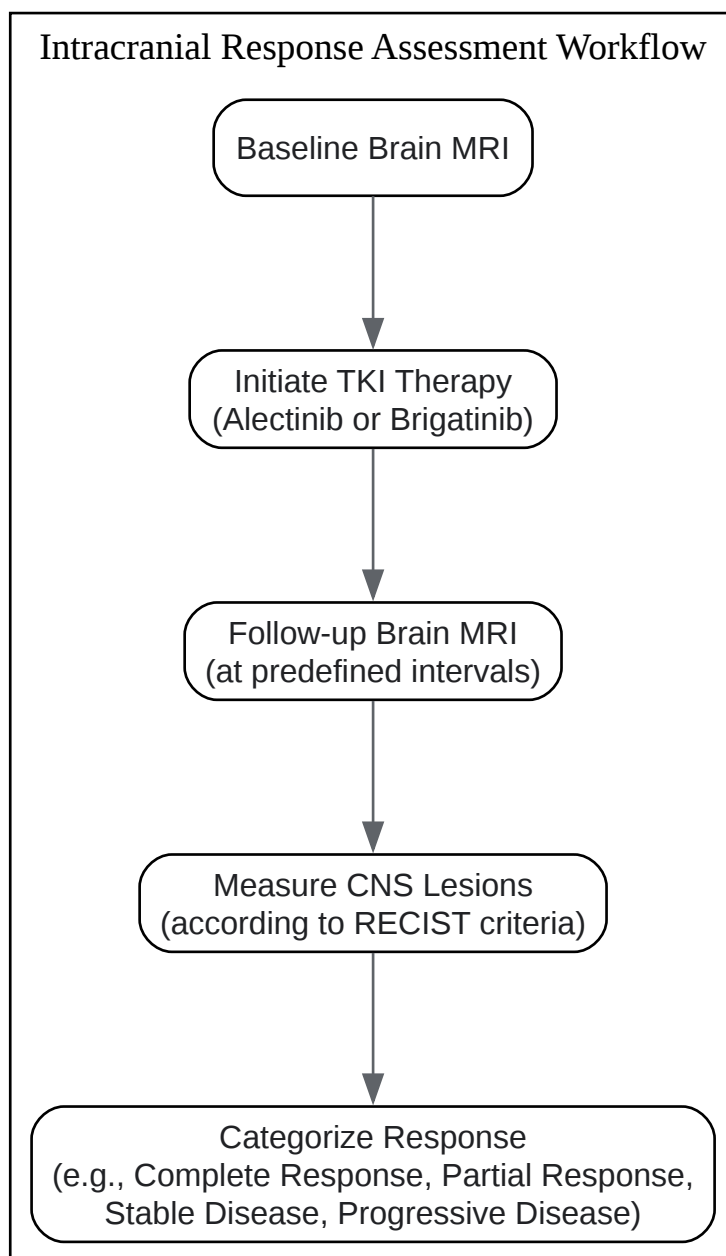 Intracranial Response Assessment Workflow
Baseline Brain MRI
Initiate TKI Therapy
(Alectinib or Brigatinib)
Follow-up Brain MRI
(at predefined intervals)
Measure CNS Lesions
(according to RECIST criteria)
Categorize Response
(e.g., Complete Response, Partial Response,
Stable Disease, Progressive Disease)